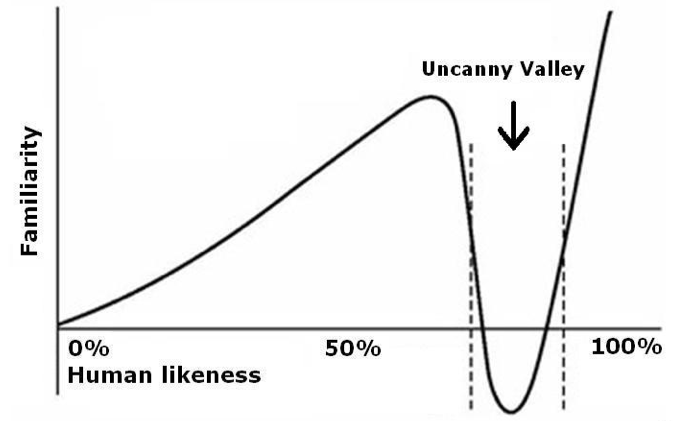 Uncanny Valley
Familiarity
0% 50% 100%
Human likeness